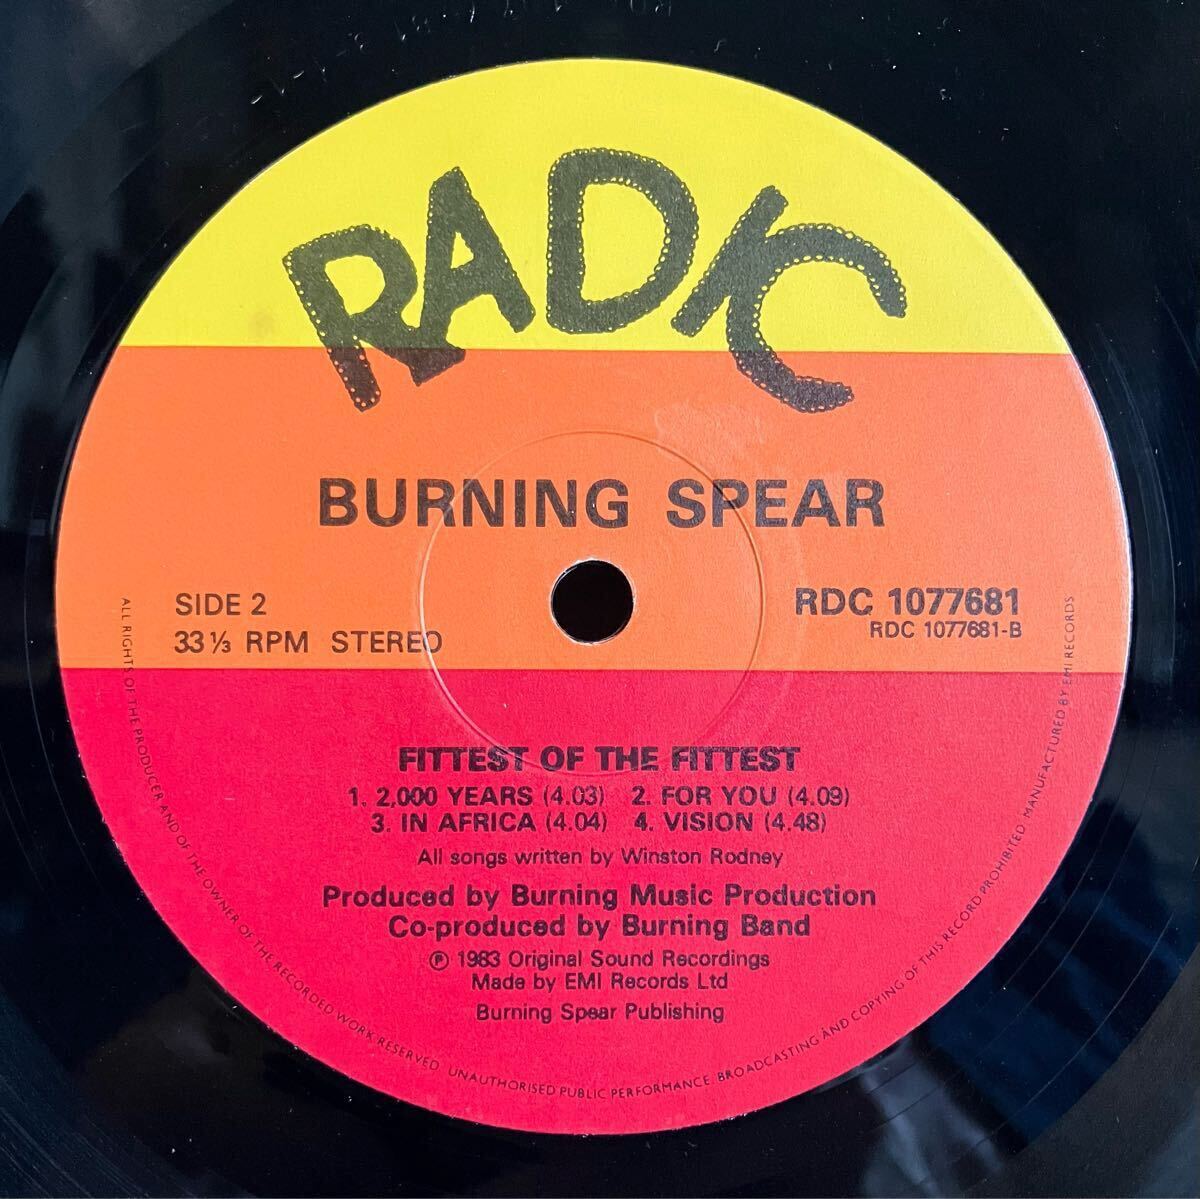 RADIC
BURNING SPEAR
SIDE 2
33 ⅓ RPM STEREO
RDC 1077681
RDC 1077681-B
FITTEST OF THE FITTEST
1. 2,000 YEARS (4.03) 2. FOR YOU (4.09)
3. IN AFRICA (4.04) 4. VISION (4.48)
All songs written by Winston Rodney
Produced by Burning Music Production
Co-produced by Burning Band
Ⓟ 1983 Original Sound Recordings
Made by EMI Records Ltd
Burning Spear Publishing
ALL RIGHTS OF THE PRODUCER AND OF THE OWNER OF THE RECORDED WORK RESERVED UNAUTHORISED PUBLIC PERFORMANCE BROADCASTING AND COPYING OF THIS RECORD PROHIBITED MANUFACTURED BY EMI RECORDS